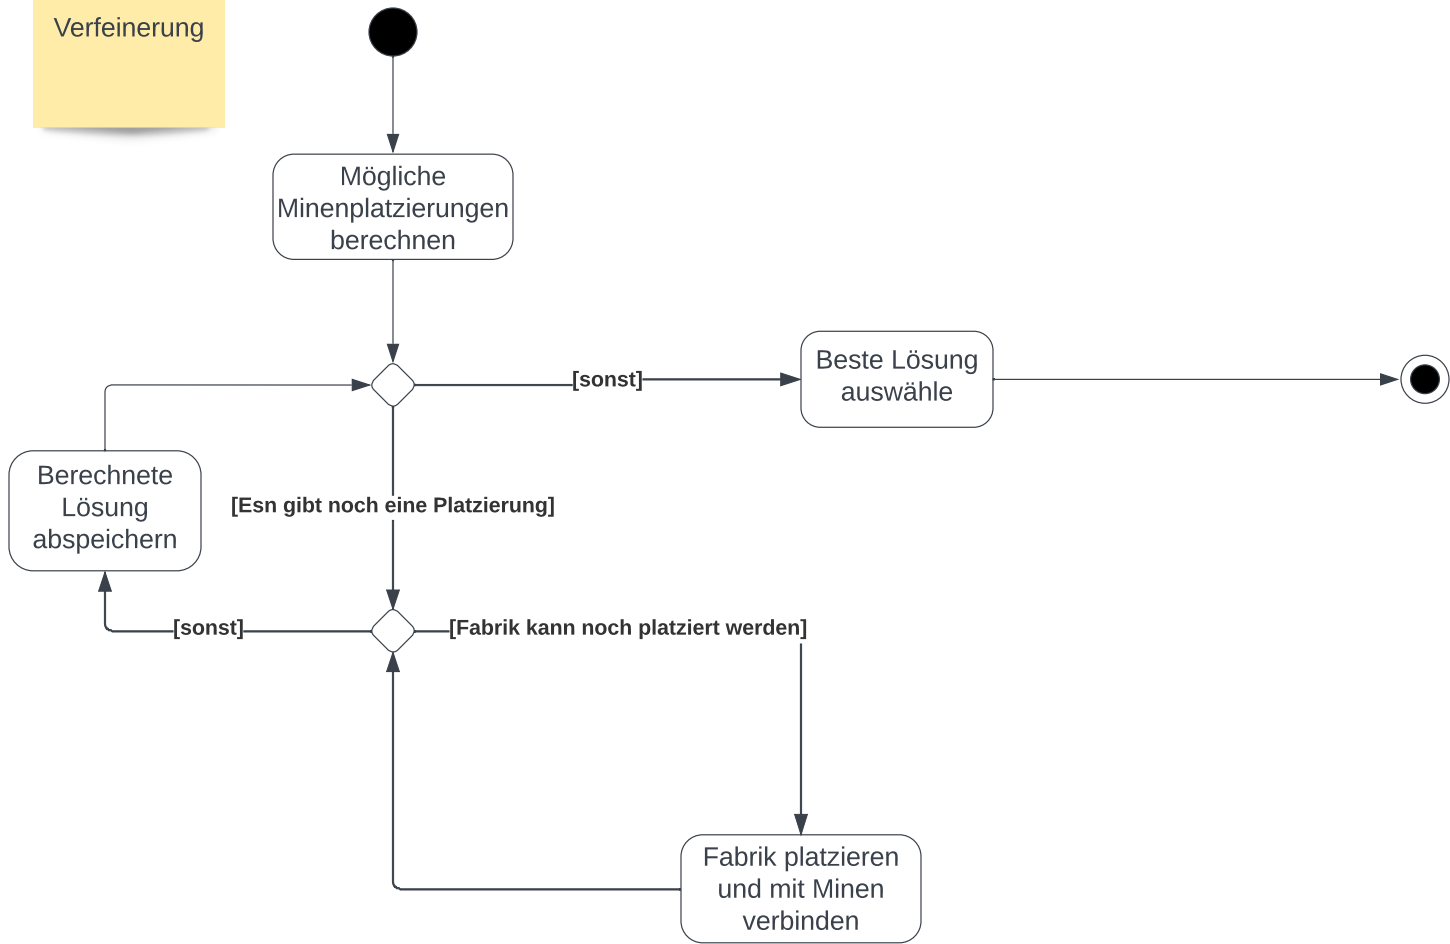 Verfeinerung
Mögliche
Minenplatzierungen
berechnen
[sonst]
Beste Lösung
auswähle
Berechnete
Lösung
abspeichern
[Esn gibt noch eine Platzierung]
[sonst]
[Fabrik kann noch platziert werden]
Fabrik platzieren
und mit Minen
verbinden